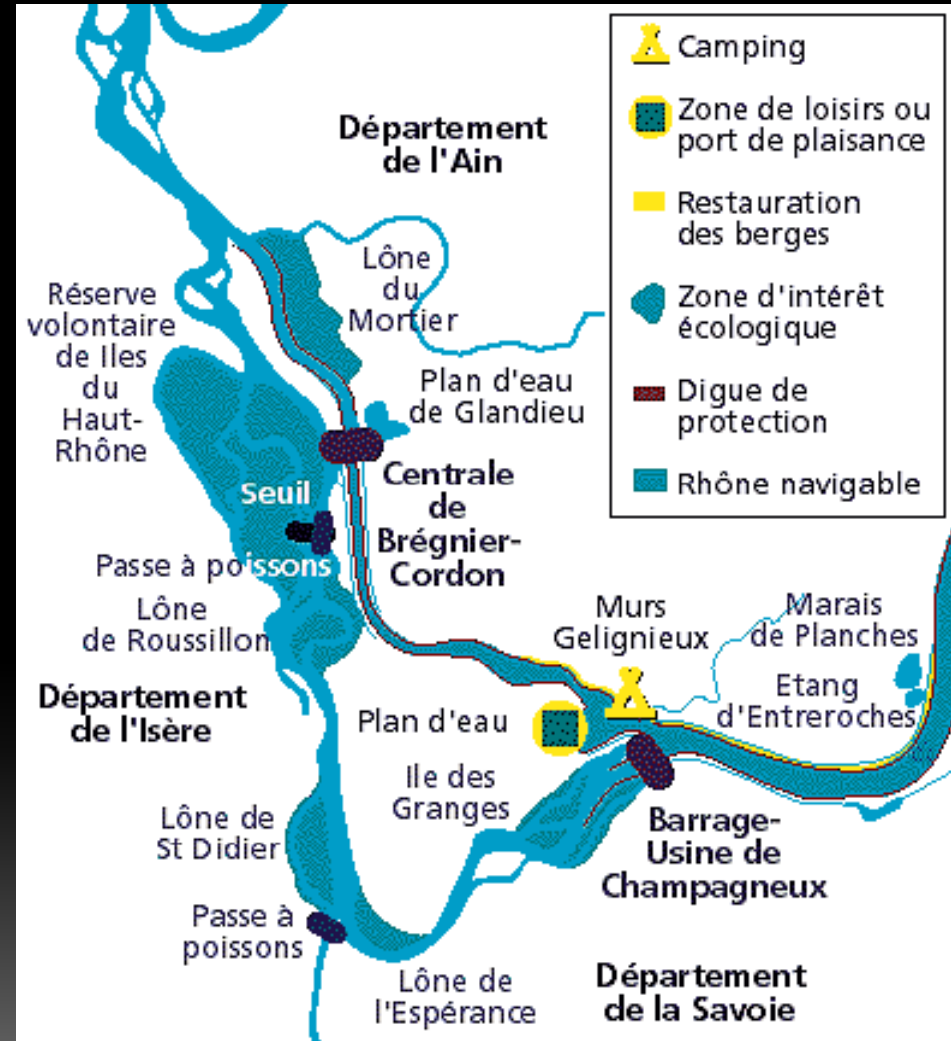 Camping
Zone de loisirs ou
port de plaisance
Restauration
des berges
Zone d'intérêt
écologique
Digue de
protection
Rhône navigable
Département
de l'Ain
Lône
du
Mortier
Réserve
volontaire
de Iles
du
Haut-
Rhône
Plan d'eau
de Glandieu
Seuil
Centrale
de
Brégnier-
Cordon
Passe à poissons
Lône
de Roussillon
Murs
Gelignieux
Marais
de Planches
Etang
d'Entreroches
Département
de l'Isère
Plan d'eau
Ile des
Granges
Lône de
St Didier
Barrage-
Usine de
Champagneux
Passe à
poissons
Lône de
l'Espérance
Département
de la Savoie